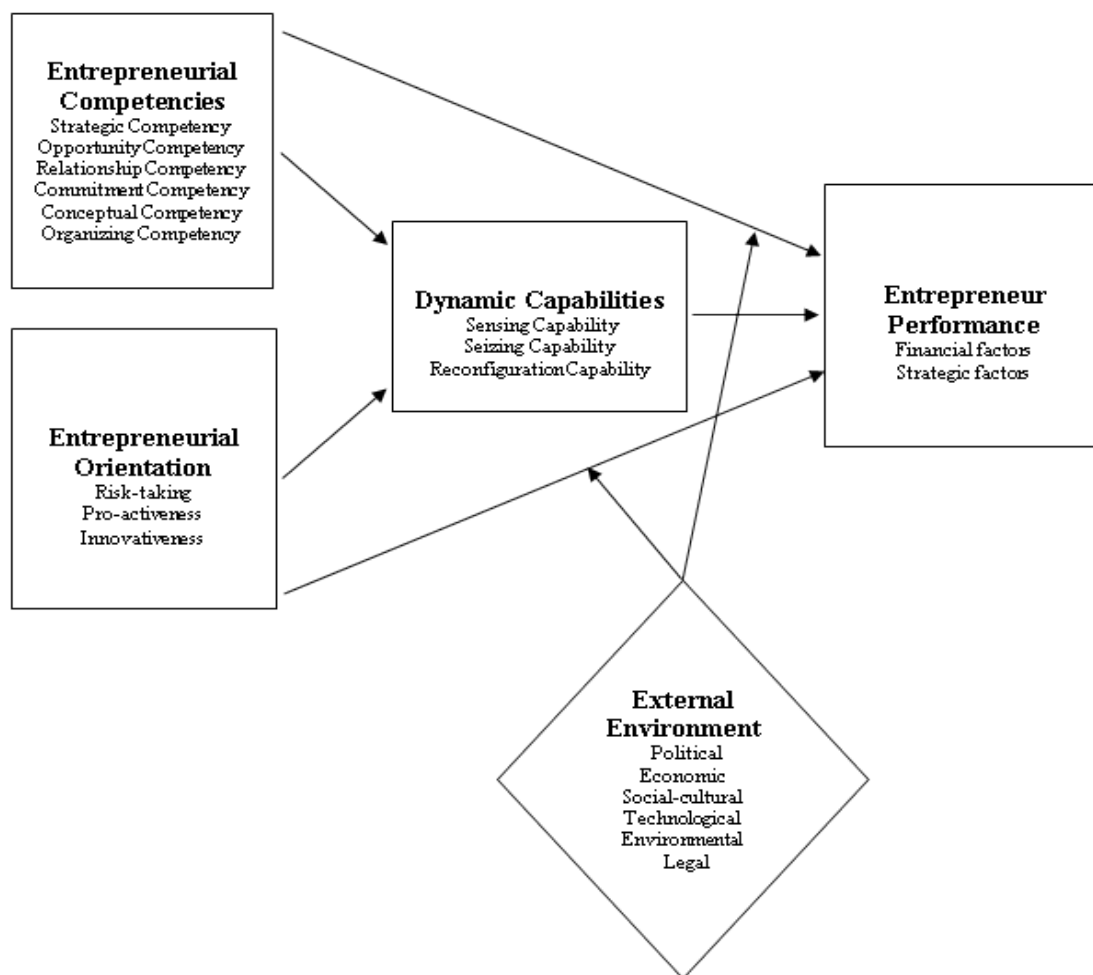 Entrepreneurial
Competencies
Strategic Competency
Opportunity Competency
Relationship Competency
Commitment Competency
Conceptual Competency
Organizing Competency
Dynamic Capabilities
Sensing Capability
Seizing Capability
Reconfiguration Capability
Entrepreneur
Performance
Financial factors
Strategic factors
Entrepreneurial
Orientation
Risk-taking
Pro-activeness
Innovativeness
External
Environment
Political
Economic
Social-cultural
Technological
Environmental
Legal